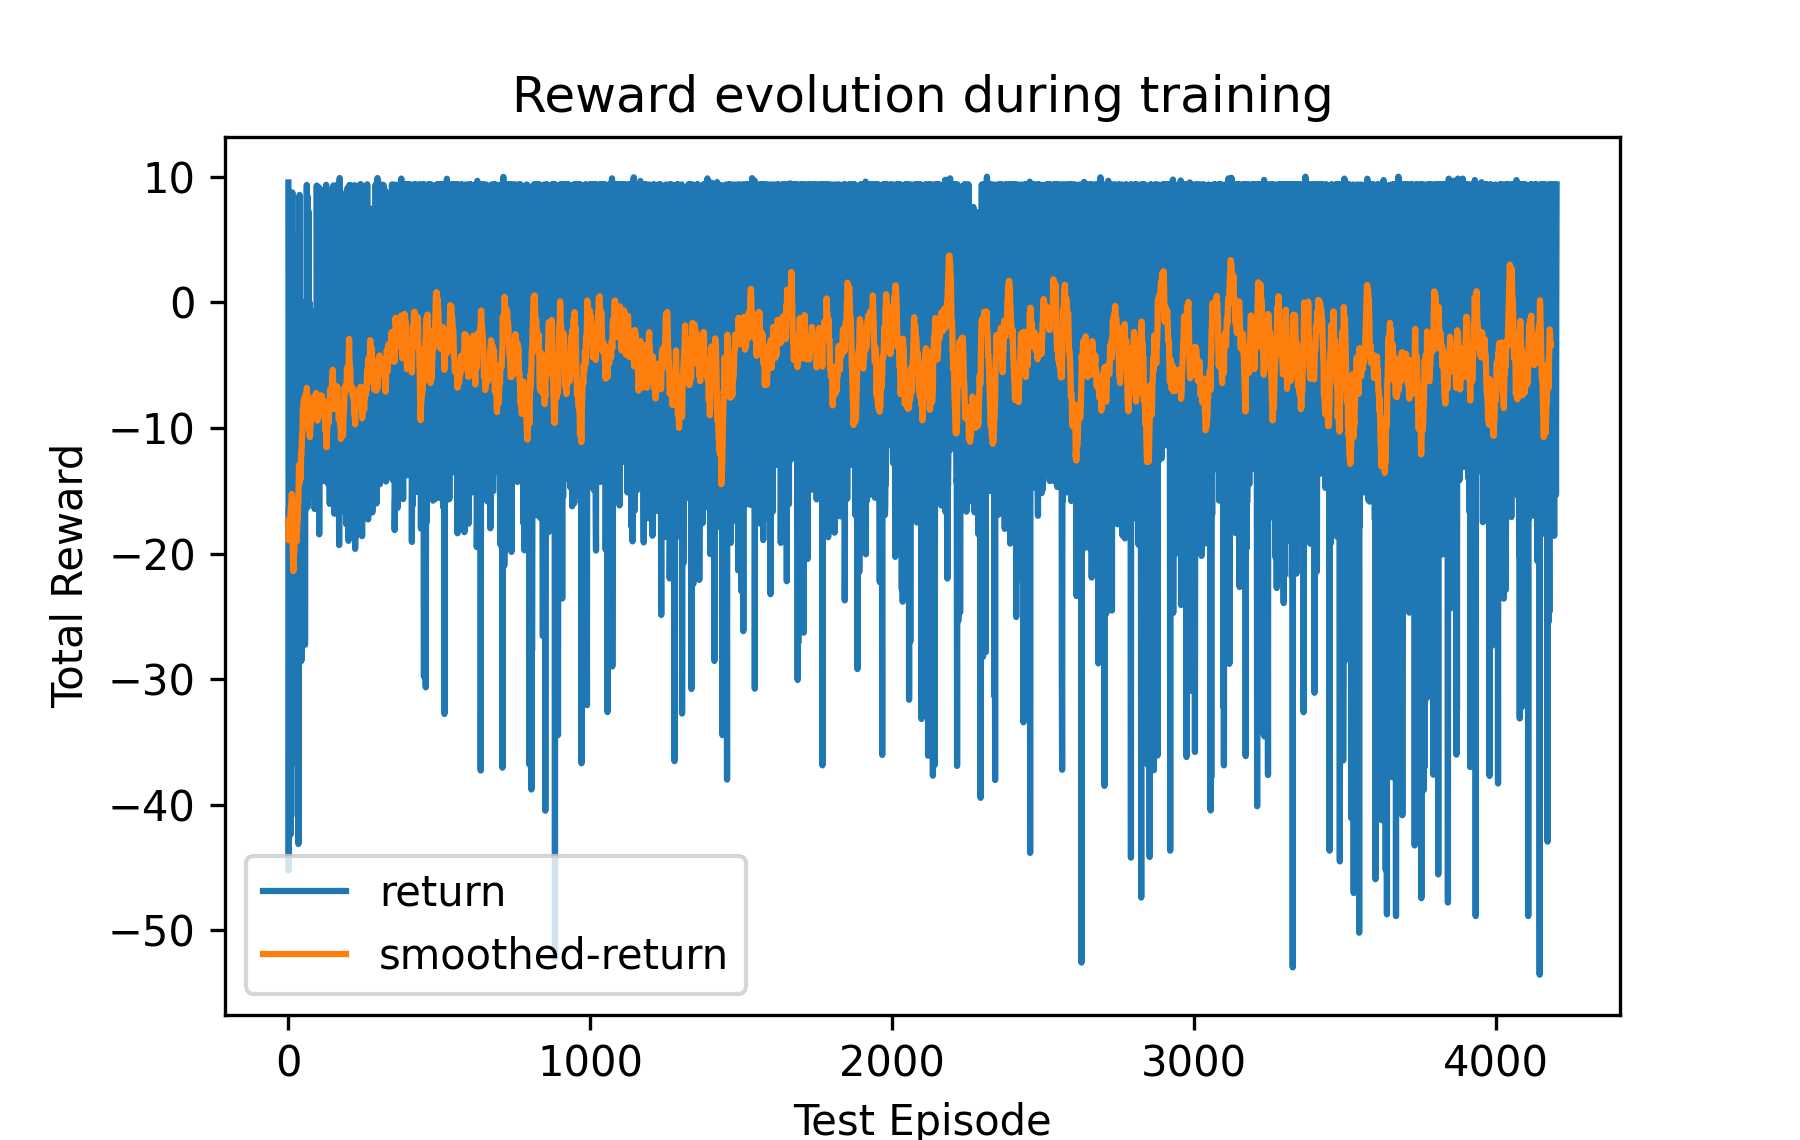 Reward evolution during training
10
0
−10
−20
−30
−40
−50
Total Reward
return
smoothed-return
0 1000 2000 3000 4000
Test Episode